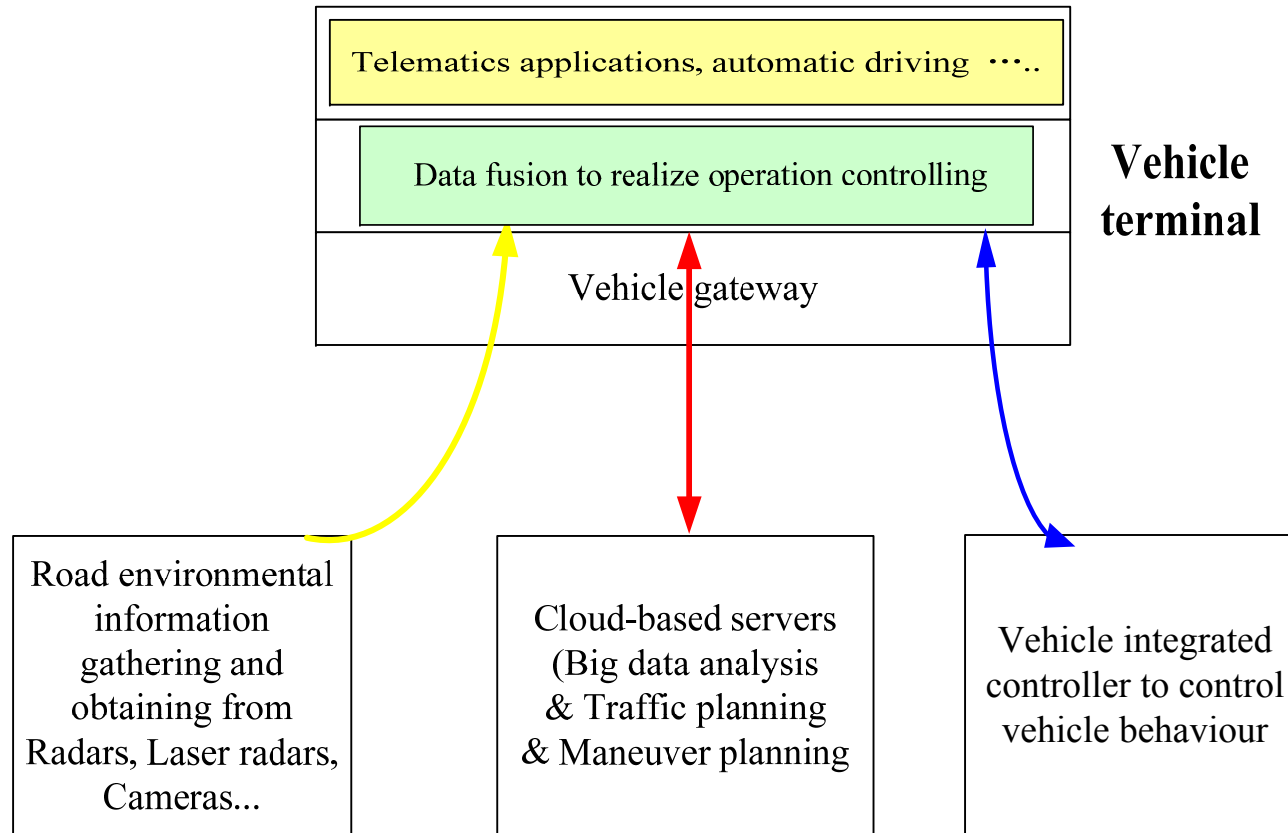 Telematics applications, automatic driving …..
Data fusion to realize operation controlling
Vehicle
terminal
Vehicle gateway
Road environmental
information
gathering and
obtaining from
Radars, Laser radars,
Cameras...
Cloud-based servers
(Big data analysis
& Traffic planning
& Maneuver planning
Vehicle integrated
controller to control
vehicle behaviour